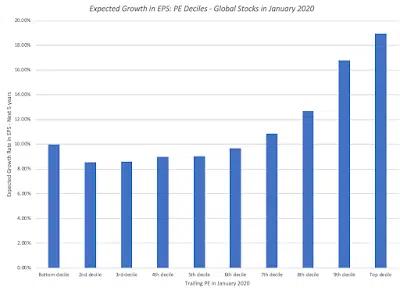 Expected Growth in EPS: PE Deciles - Global Stocks in January 2020
20.00%
18.00%
16.00%
14.00%
12.00%
10.00%
8.00%
6.00%
4.00%
2.00%
0.00%
Expected Growth Rate in EPS - Next 5 years
Bottom decile
2nd decile
3rd decile
4th decile
5th decile
6th decile
7th decile
8th decile
9th decile
Top decile
Trailing PE in January 2020